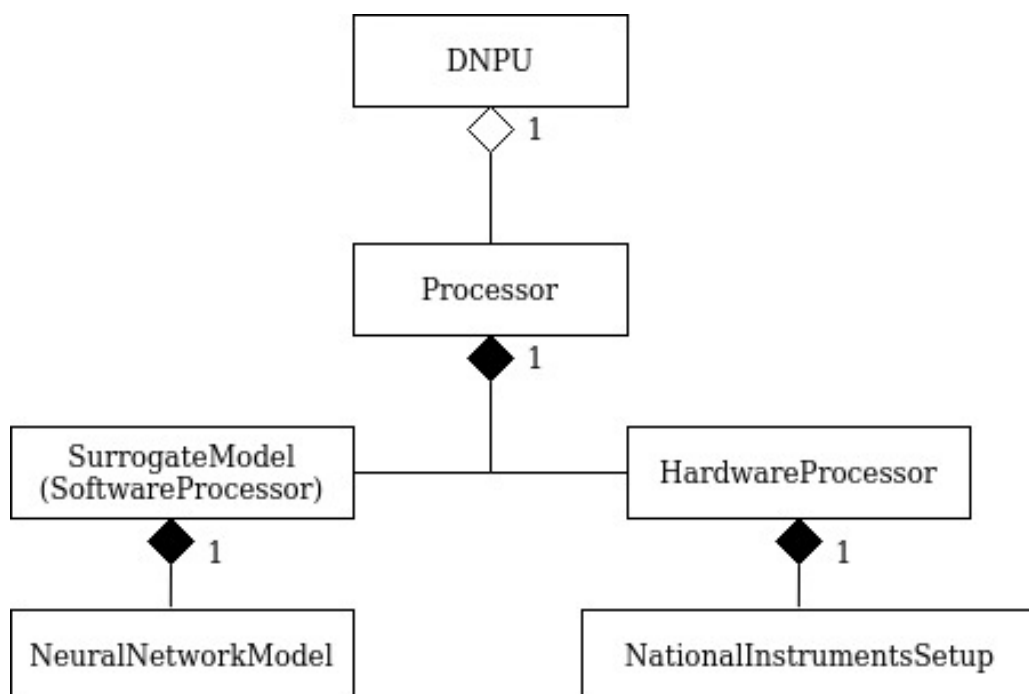 DNPU
1
Processor
1
SurrogateModel
(SoftwareProcessor)
HardwareProcessor
1
1
NeuralNetworkModel
NationalInstrumentsSetup